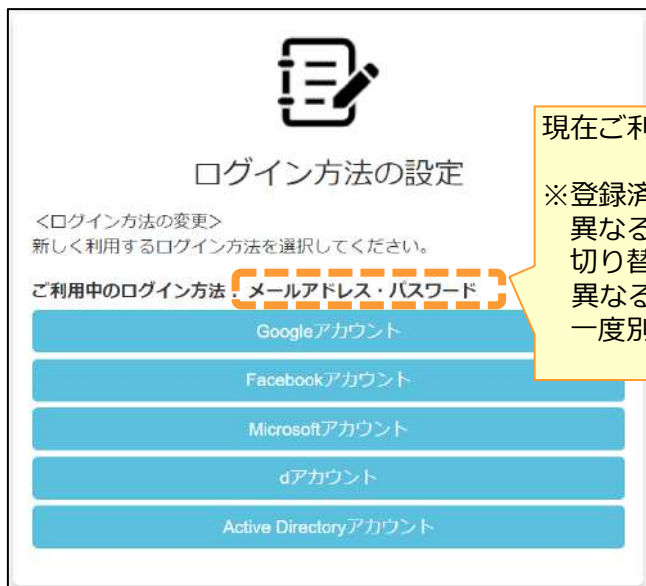 ログイン方法の設定
<ログイン方法の変更>
新しく利用するログイン方法を選択してください。
ご利用中のログイン方法：メールアドレス・パスワード
Googleアカウント
Facebookアカウント
Microsoftアカウント
dアカウント
Active Directoryアカウント
現在ご利
※登録済
異なる
切り替
異なる
一度別